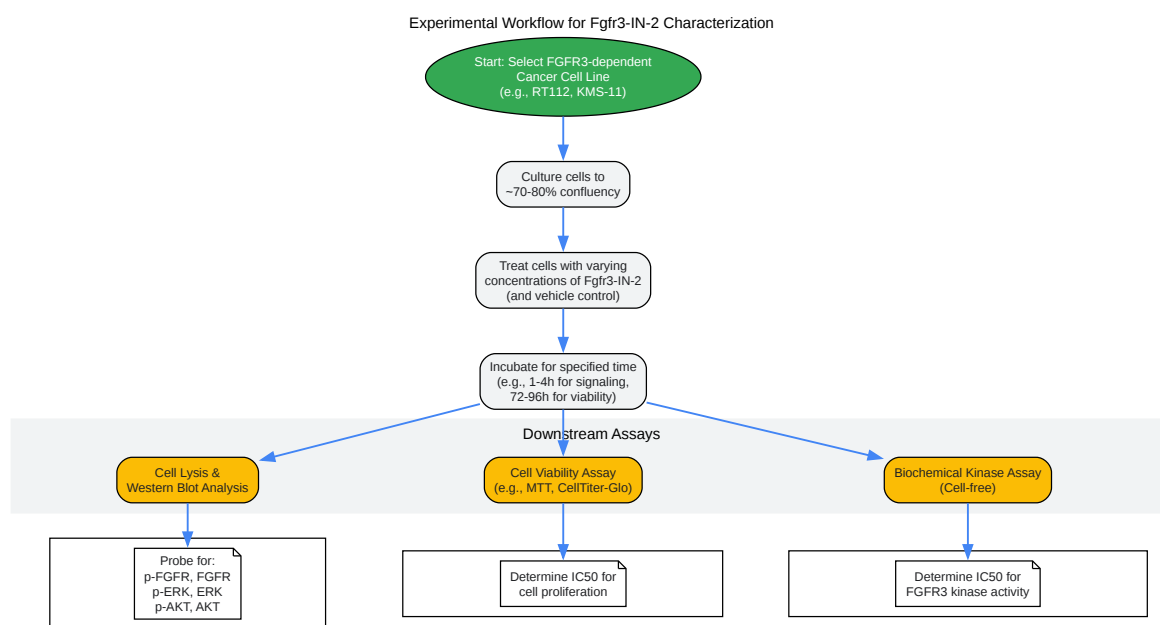 Experimental Workflow for Fgfr3-IN-2 Characterization
Start: Select FGFR3-dependent
Cancer Cell Line
(e.g., RT112, KMS-11)
Culture cells to
~70-80% confluency
Treat cells with varying
concentrations of Fgfr3-IN-2
(and vehicle control)
Incubate for specified time
(e.g., 1-4h for signaling,
72-96h for viability)
Downstream Assays
Cell Lysis &
Western Blot Analysis
Cell Viability Assay
(e.g., MTT, CellTiter-Glo)
Biochemical Kinase Assay
(Cell-free)
Probe for:
p-FGFR, FGFR
p-ERK, ERK
p-AKT, AKT
Determine IC50 for
cell proliferation
Determine IC50 for
FGFR3 kinase activity